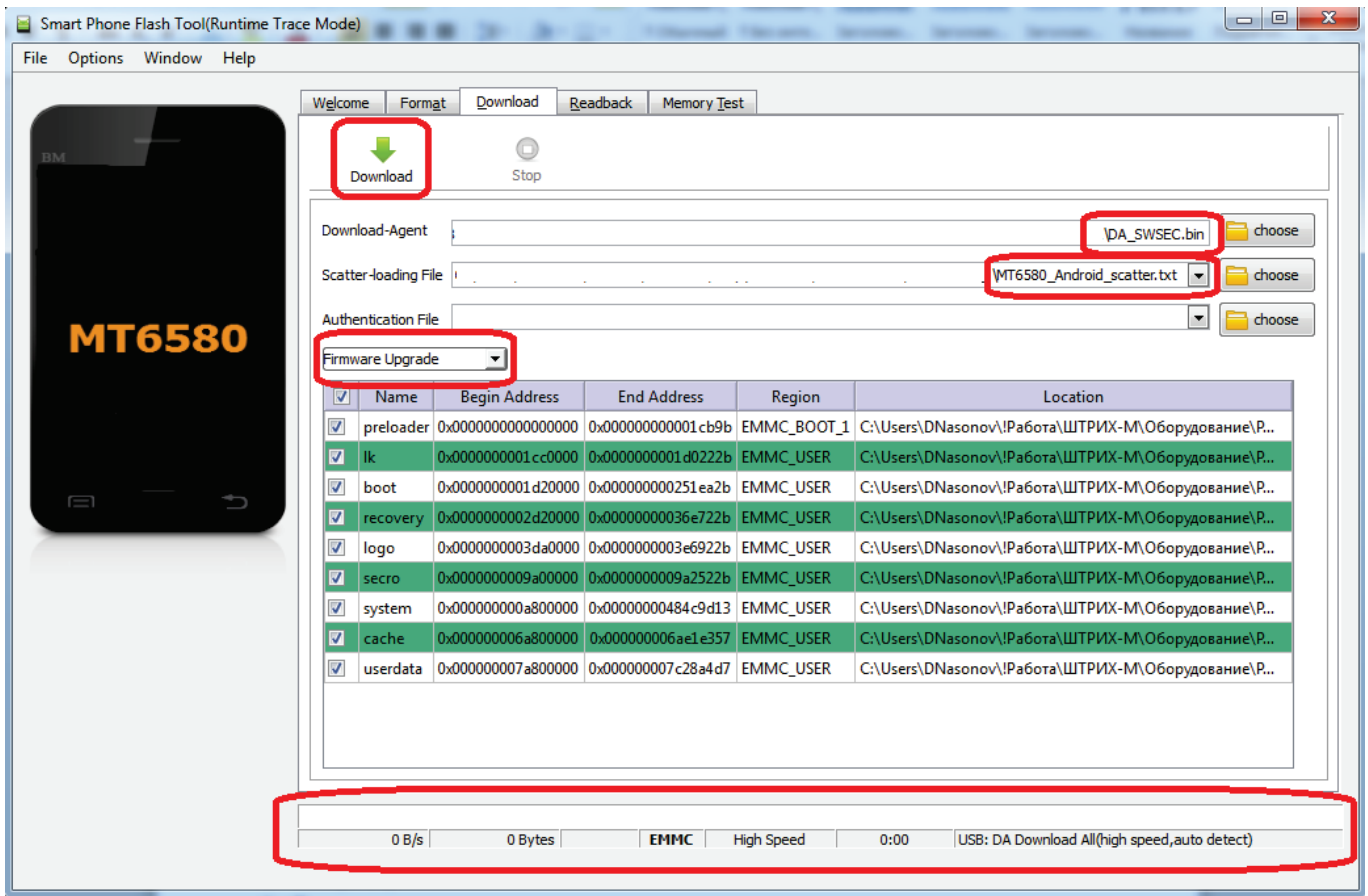 Smart Phone Flash Tool(Runtime Trace Mode)
File Options Window Help
Welcome Format Download Readback Memory Test
BM
Download Stop
Download-Agent \DA_SWSEC.bin choose
Scatter-loading File \MT6580_Android_scatter.txt choose
Authentication File choose
MT6580
Firmware Upgrade
Name Begin Address End Address Region Location
preloader 0x0000000000000000 0x000000000001cb9b EMMC_BOOT_1 C:\Users\DNasonov\!Работа\ШТРИХ-М\Оборудование\Р...
lk 0x0000000001cc0000 0x0000000001d0222b EMMC_USER C:\Users\DNasonov\!Работа\ШТРИХ-М\Оборудование\Р...
boot 0x0000000001d20000 0x000000000251ea2b EMMC_USER C:\Users\DNasonov\!Работа\ШТРИХ-М\Оборудование\Р...
recovery 0x0000000002d20000 0x00000000036e722b EMMC_USER C:\Users\DNasonov\!Работа\ШТРИХ-М\Оборудование\Р...
logo 0x0000000003da0000 0x0000000003e6922b EMMC_USER C:\Users\DNasonov\!Работа\ШТРИХ-М\Оборудование\Р...
secro 0x0000000009a00000 0x0000000009a2522b EMMC_USER C:\Users\DNasonov\!Работа\ШТРИХ-М\Оборудование\Р...
system 0x000000000a800000 0x00000000484c9d13 EMMC_USER C:\Users\DNasonov\!Работа\ШТРИХ-М\Оборудование\Р...
cache 0x000000006a800000 0x000000006ae1e357 EMMC_USER C:\Users\DNasonov\!Работа\ШТРИХ-М\Оборудование\Р...
userdata 0x000000007a800000 0x000000007c28a4d7 EMMC_USER C:\Users\DNasonov\!Работа\ШТРИХ-М\Оборудование\Р...
0 B/s 0 Bytes EMMC High Speed 0:00 USB: DA Download All(high speed,auto detect)